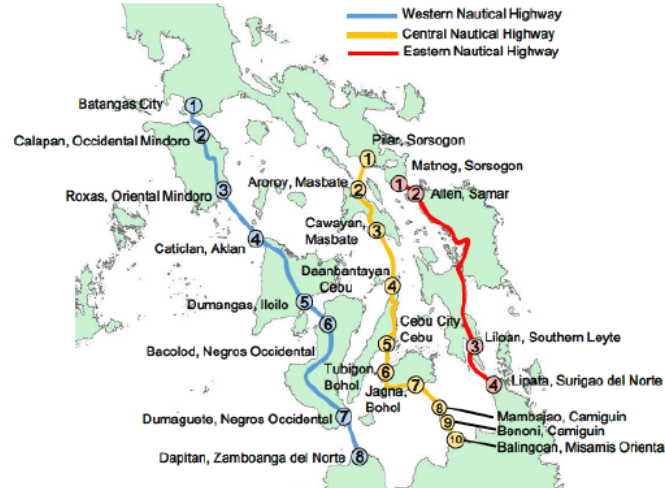 Western Nautical Highway
Central Nautical Highway
Eastern Nautical Highway
Batangas City
1
Calapan, Occidental Mindoro
2
Roxas, Oriental Mindoro
3
Caticlan, Aklan
4
Dumangas, Iloilo
5
6
Bacolod, Negros Occidental
Dumaguete, Negros Occidental
7
Dapitan, Zamboanga del Norte
8
Pilar, Sorsogon
1
Aroroy, Masbate
2
Cawayan,
Masbate
3
Daanbantayan
Cebu
4
Cebu City,
Cebu
5
Tubigon,
Bohol
6
Jagna,
Bohol
7
8
Mambajao, Camiguin
9
Benoni, Camiguin
10
Balingoan, Misamis Orienta
Matnog, Sorsogon
1
2
Allen, Samar
3
Liloan, Southern Leyte
4
Lipata, Surigao del Norte